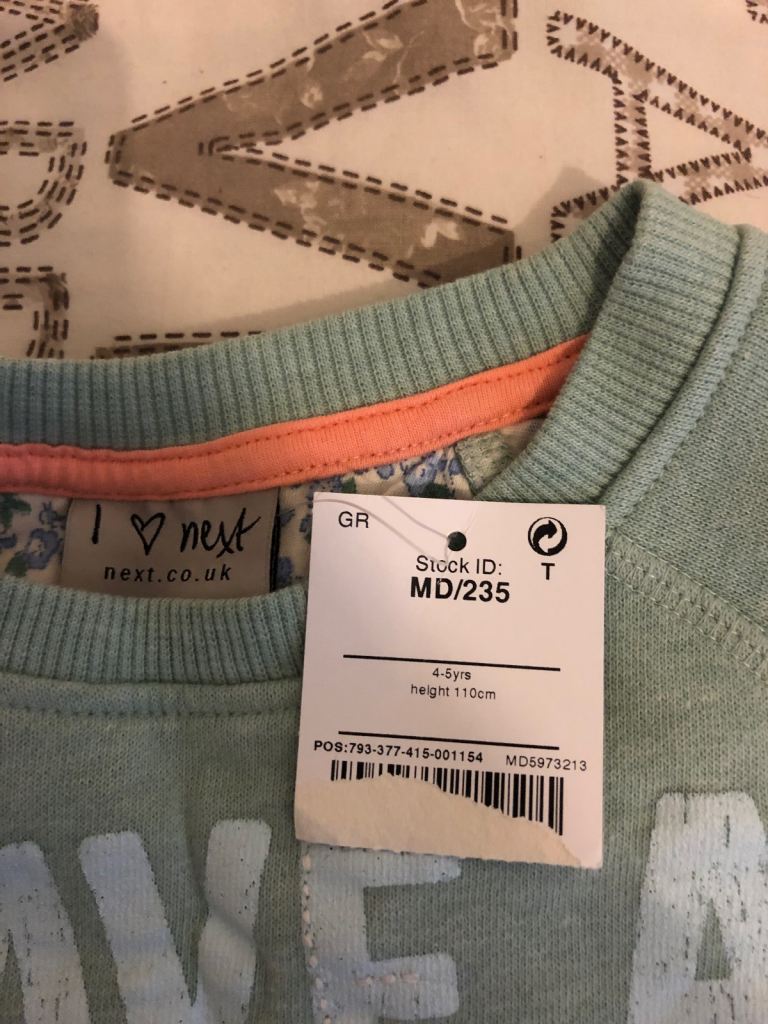 I ♡ next
next.co.uk
GR
Stock ID:
T
MD/235
4-5yrs
height 110cm
POS:793-377-415-001154 MD5973213
AVE A